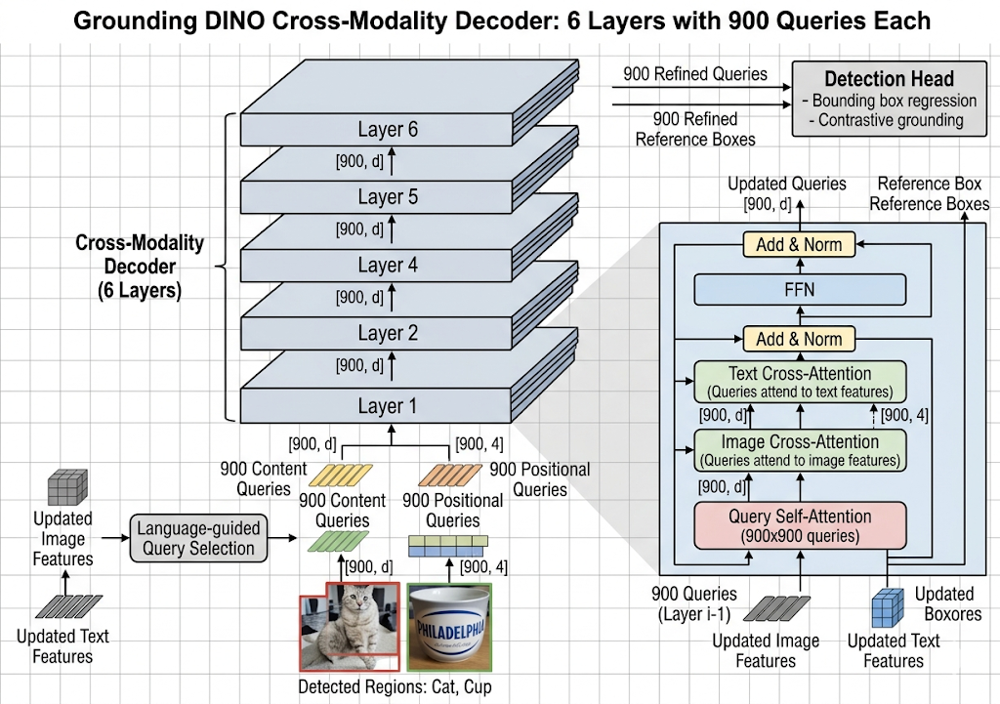 Grounding DINO Cross-Modality Decoder: 6 Layers with 900 Queries Each
Cross-Modality
Decoder
(6 Layers)
Layer 6
[900, d]
Layer 5
[900, d]
Layer 4
[900, d]
Layer 2
[900, d]
Layer 1
[900, d]
[900, 4]
900 Content
Queries
900 Positional
Queries
900 Content
Queries
900 Positional
Queries
[900, d]
[900, 4]
Updated
Image
Features
Language-guided
Query Selection
Updated Text
Features
PHILADELPHIA
Detected Regions: Cat, Cup
900 Refined Queries
900 Refined
Reference Boxes
Detection Head
- Bounding box regression
- Contrastive grounding
Updated Queries
[900, d]
Reference Box
Reference Boxes
Add & Norm
FFN
Add & Norm
Text Cross-Attention
(Queries attend to text features)
[900, d]
[900, 4]
Image Cross-Attention
(Queries attend to image features)
[900, d]
Query Self-Attention
(900x900 queries)
900 Queries
(Layer i-1)
Updated Image
Features
Updated Text
Features
Updated
Boxores